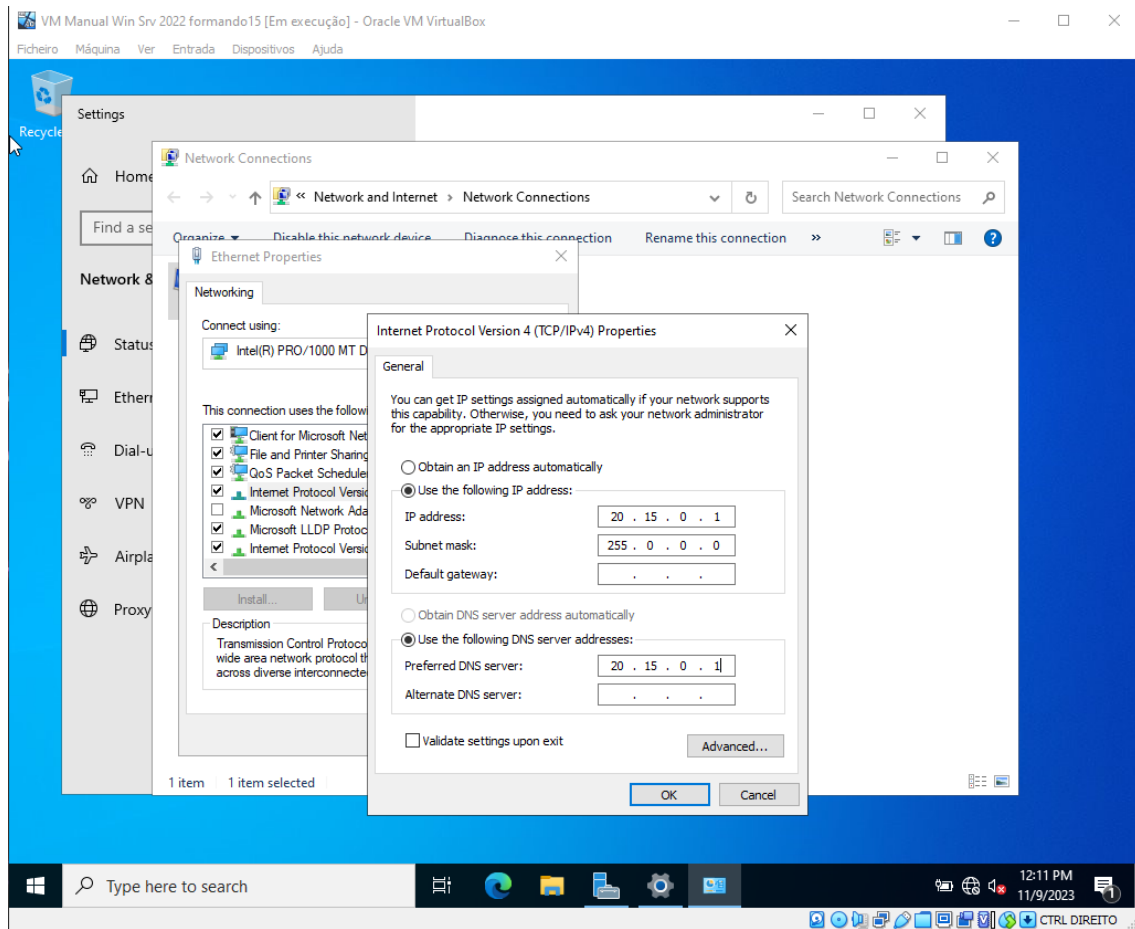 VM Manual Win Srv 2022 formando15 [Em execução] - Oracle VM VirtualBox
Ficheiro Máquina Ver Entrada Dispositivos Ajuda
Recycle
Settings
Home
Find a se
Network &
Status
Ethern
Dial-u
VPN
Airpla
Proxy
Network Connections
« Network and Internet › Network Connections
Search Network Connections
Organize Disable this network device Diagnose this connection Rename this connection »
Ethernet Properties
Networking
Connect using:
Intel(R) PRO/1000 MT D
This connection uses the followi
Client for Microsoft Net
File and Printer Sharing
QoS Packet Schedule
Internet Protocol Versio
Microsoft Network Ada
Microsoft LLDP Protoc
Internet Protocol Versio
Install... Un
Description
Transmission Control Protoco
wide area network protocol th
across diverse interconnected
1 item 1 item selected
Internet Protocol Version 4 (TCP/IPv4) Properties
General
You can get IP settings assigned automatically if your network supports
this capability. Otherwise, you need to ask your network administrator
for the appropriate IP settings.
Obtain an IP address automatically
Use the following IP address:
IP address: 20 . 15 . 0 . 1
Subnet mask: 255 . 0 . 0 . 0
Default gateway: . . .
Obtain DNS server address automatically
Use the following DNS server addresses:
Preferred DNS server: 20 . 15 . 0 . 1
Alternate DNS server: . . .
Validate settings upon exit
Advanced...
OK Cancel
Type here to search
12:11 PM
11/9/2023
1
CTRL DIREITO